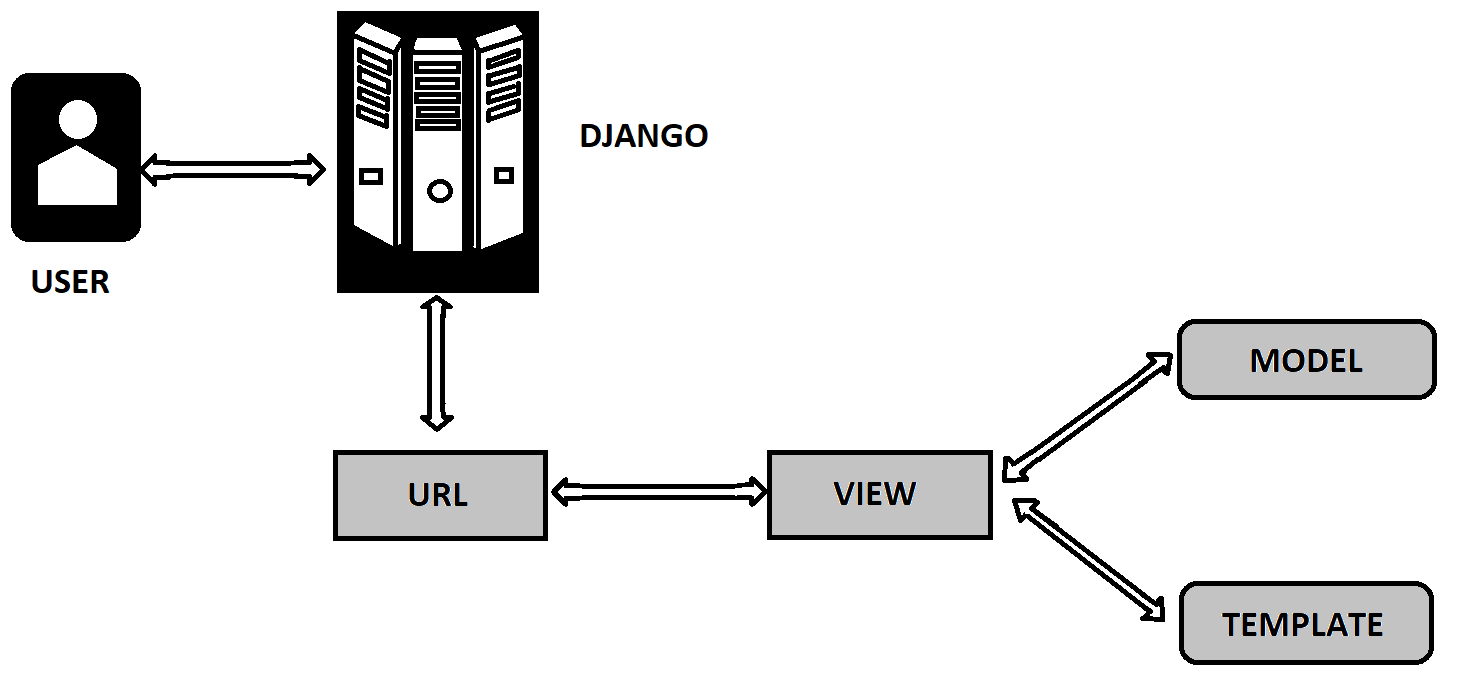 DJANGO
USER
MODEL
URL
VIEW
TEMPLATE